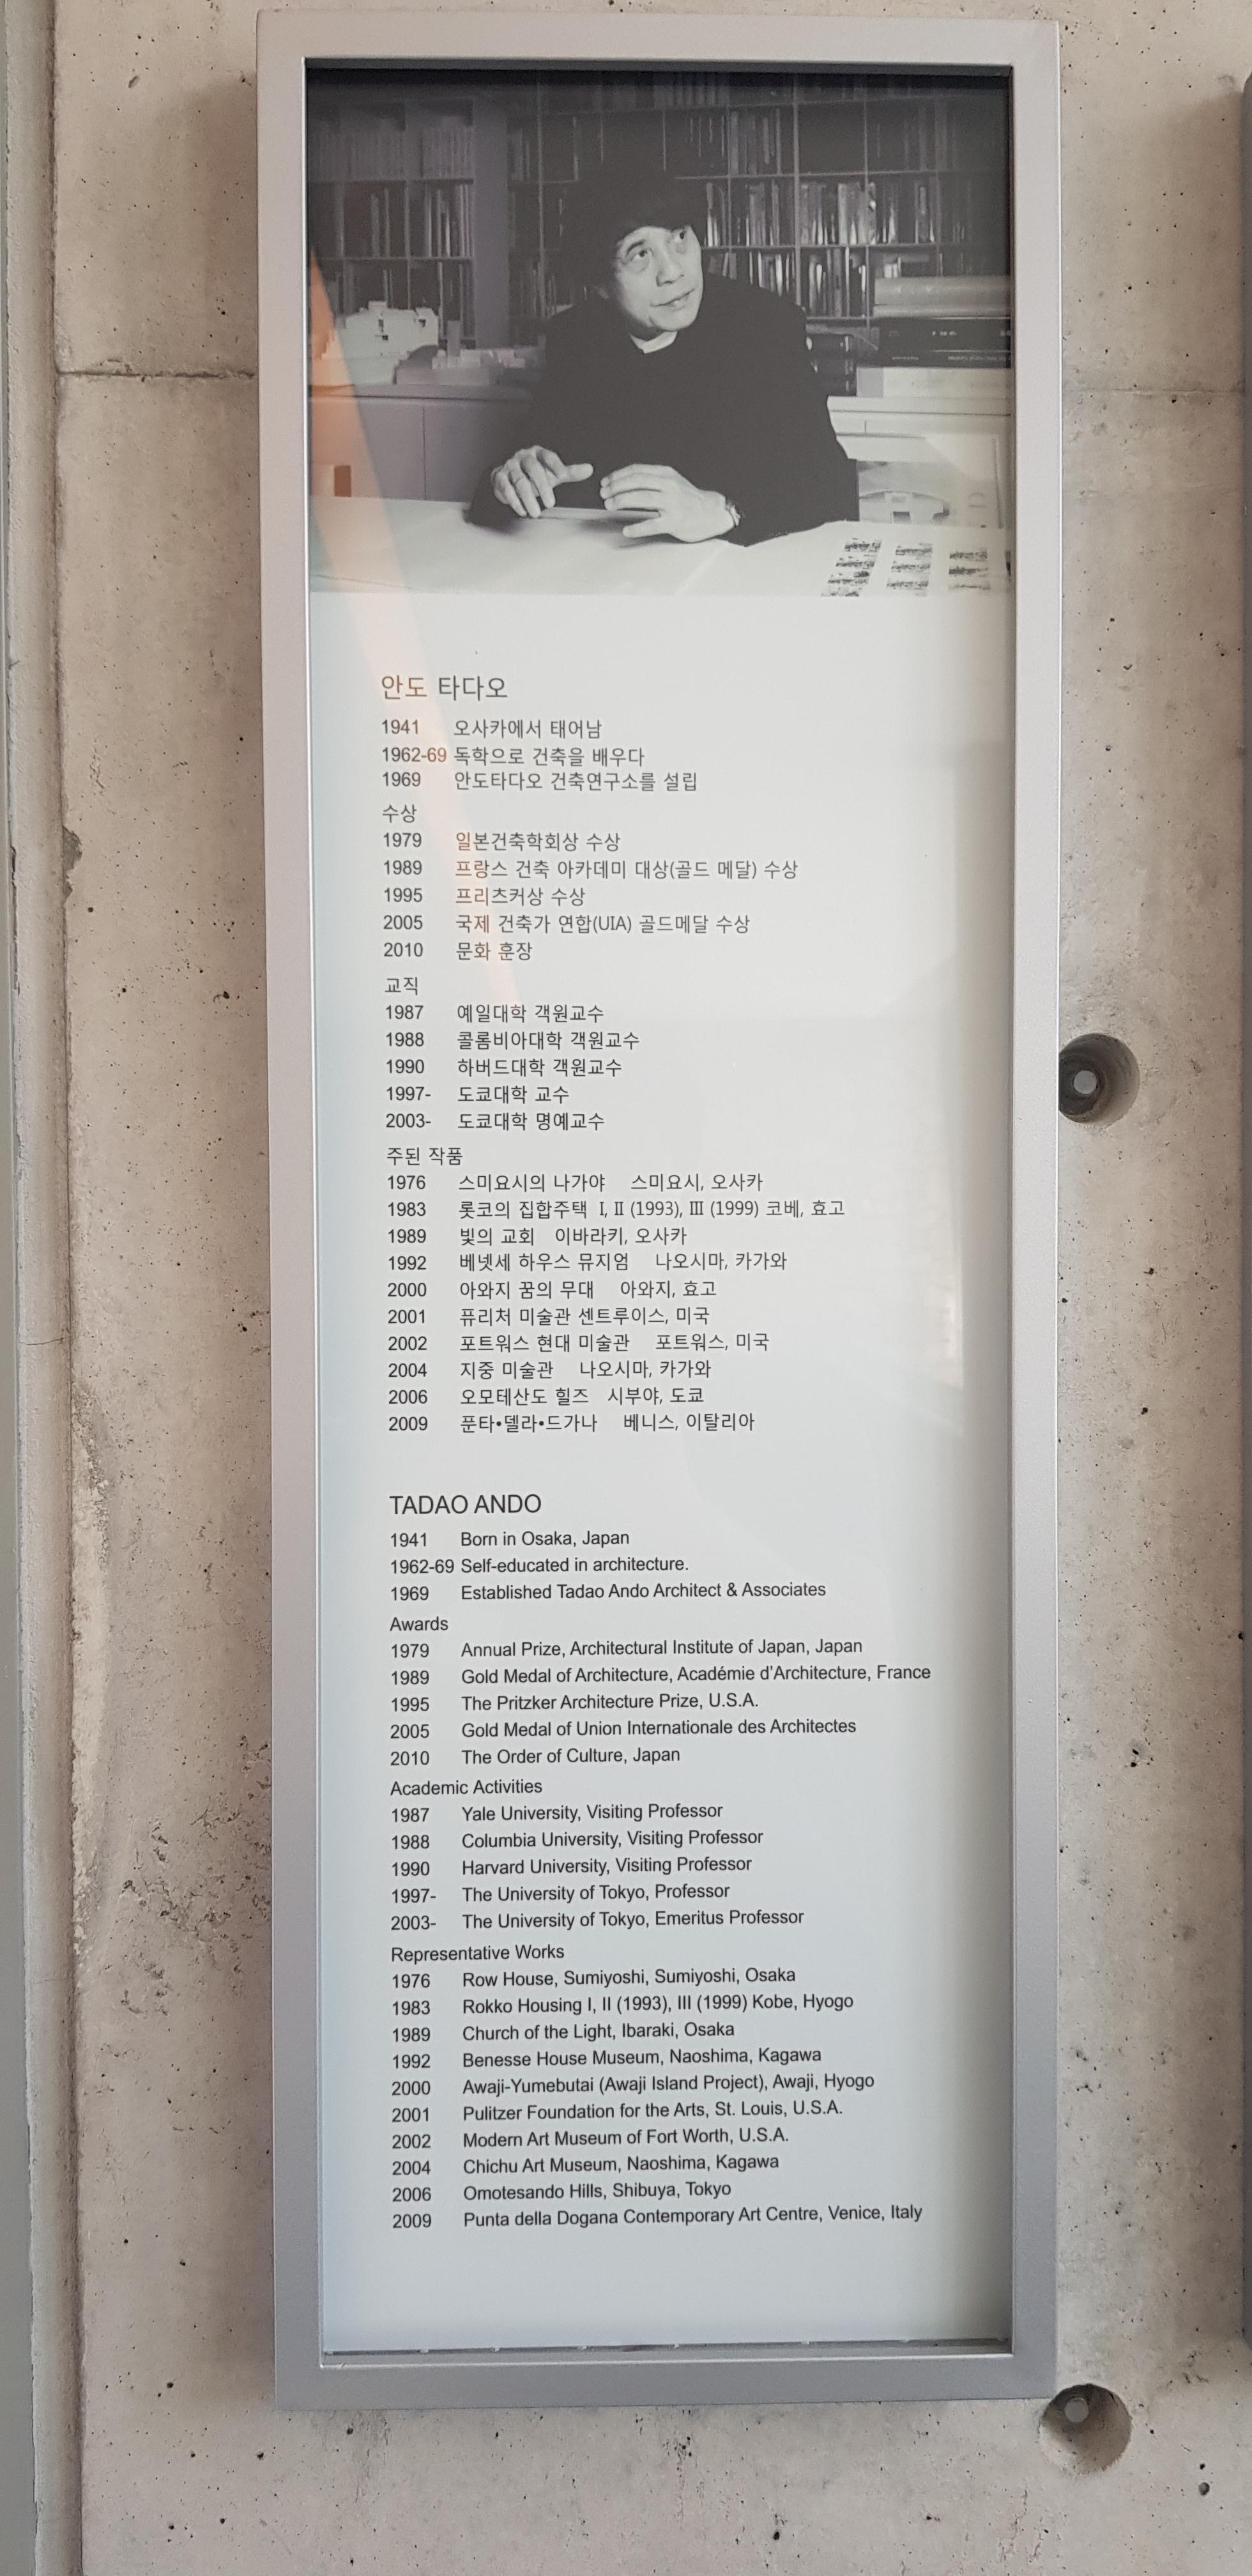 안도 타다오
1941 오사카에서 태어남
1962-69 독학으로 건축을 배우다
1969 안도타다오 건축연구소를 설립
수상
1979 일본건축학회상 수상
1989 프랑스 건축 아카데미 대상(골드 메달) 수상
1995 프리츠커상 수상
2005 국제 건축가 연합(UIA) 골드메달 수상
2010 문화 훈장
교직
1987 예일대학 객원교수
1988 콜롬비아대학 객원교수
1990 하버드대학 객원교수
1997- 도쿄대학 교수
2003- 도쿄대학 명예교수
주된 작품
1976 스미요시의 나가야 스미요시, 오사카
1983 롯코의 집합주택 I, II (1993), III (1999) 코베, 효고
1989 빛의 교회 이바라키, 오사카
1992 베넷세 하우스 뮤지엄 나오시마, 카가와
2000 아와지 꿈의 무대 아와지, 효고
2001 퓨리처 미술관 센트루이스, 미국
2002 포트워스 현대 미술관 포트워스, 미국
2004 지중 미술관 나오시마, 카가와
2006 오모테산도 힐즈 시부야, 도쿄
2009 푼타•델라•드가나 베니스, 이탈리아
TADAO ANDO
1941 Born in Osaka, Japan
1962-69 Self-educated in architecture.
1969 Established Tadao Ando Architect & Associates
Awards
1979 Annual Prize, Architectural Institute of Japan, Japan
1989 Gold Medal of Architecture, Académie d'Architecture, France
1995 The Pritzker Architecture Prize, U.S.A.
2005 Gold Medal of Union Internationale des Architectes
2010 The Order of Culture, Japan
Academic Activities
1987 Yale University, Visiting Professor
1988 Columbia University, Visiting Professor
1990 Harvard University, Visiting Professor
1997- The University of Tokyo, Professor
2003- The University of Tokyo, Emeritus Professor
Representative Works
1976 Row House, Sumiyoshi, Sumiyoshi, Osaka
1983 Rokko Housing I, II (1993), III (1999) Kobe, Hyogo
1989 Church of the Light, Ibaraki, Osaka
1992 Benesse House Museum, Naoshima, Kagawa
2000 Awaji-Yumebutai (Awaji Island Project), Awaji, Hyogo
2001 Pulitzer Foundation for the Arts, St. Louis, U.S.A.
2002 Modern Art Museum of Fort Worth, U.S.A.
2004 Chichu Art Museum, Naoshima, Kagawa
2006 Omotesando Hills, Shibuya, Tokyo
2009 Punta della Dogana Contemporary Art Centre, Venice, Italy